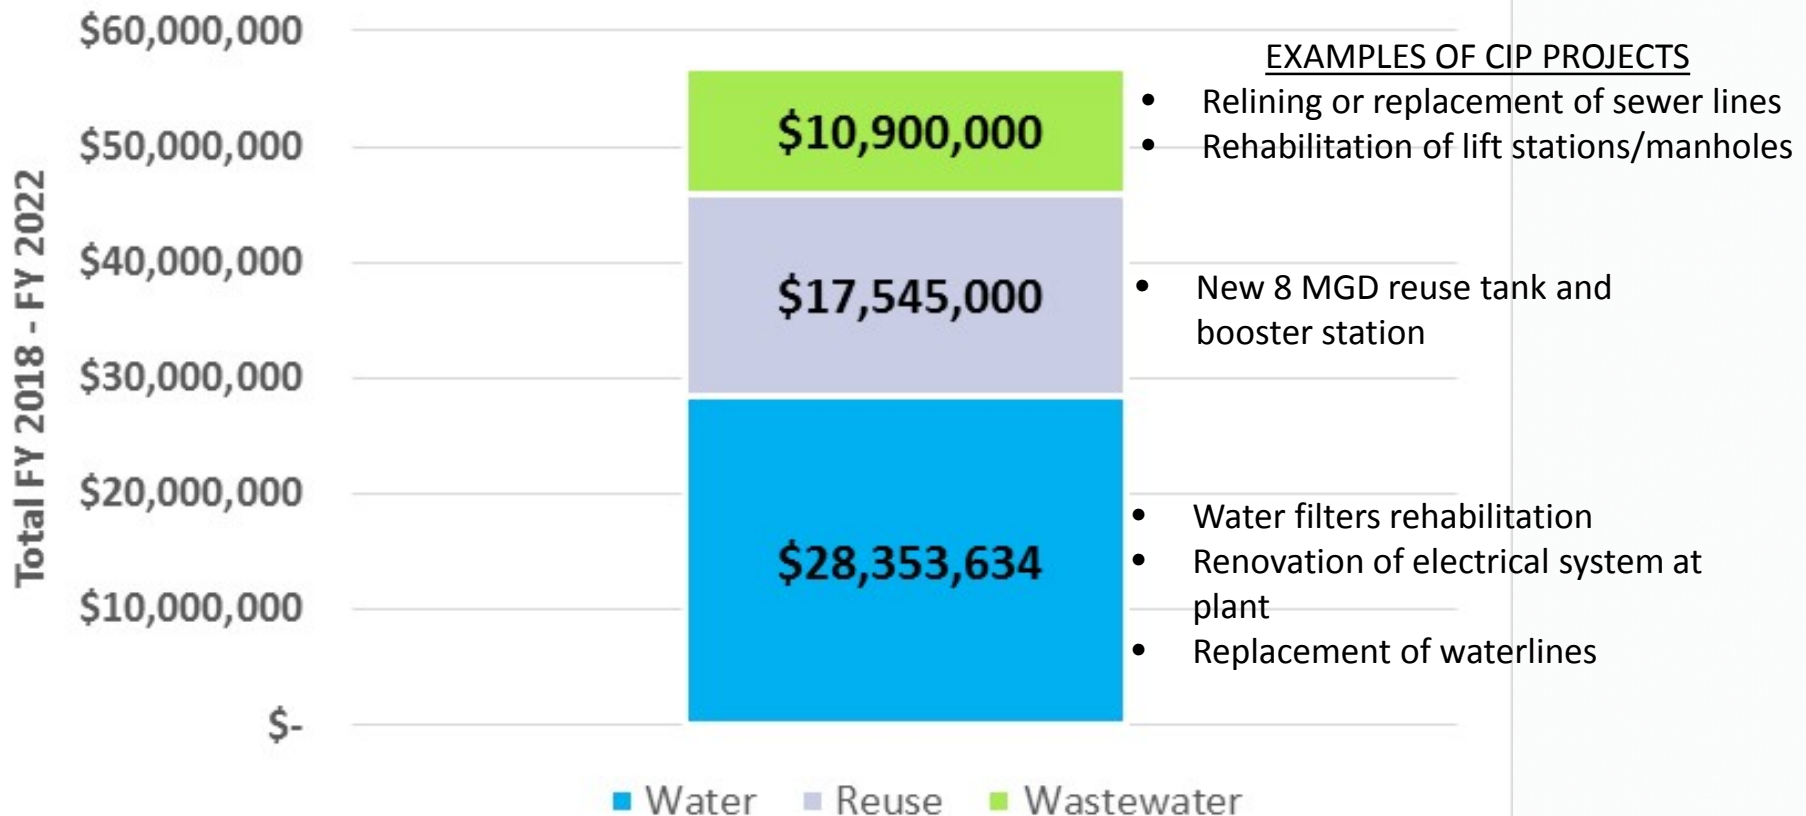 Total FY 2018 - FY 2022
$60,000,000
$50,000,000
$40,000,000
$30,000,000
$20,000,000
$10,000,000
$-
$10,900,000
$17,545,000
$28,353,634
EXAMPLES OF CIP PROJECTS
• Relining or replacement of sewer lines
• Rehabilitation of lift stations/manholes
• New 8 MGD reuse tank and
booster station
• Water filters rehabilitation
• Renovation of electrical system at
plant
• Replacement of waterlines
Water Reuse Wastewater